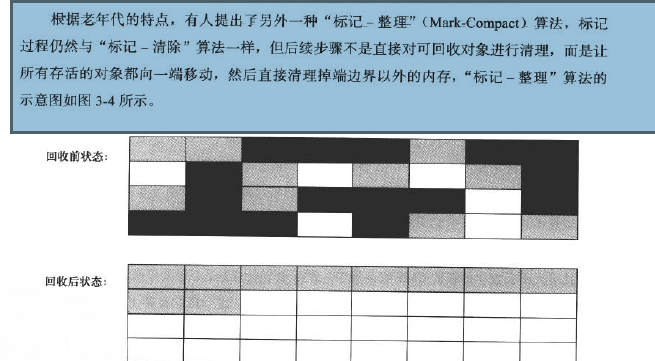 根据老年代的特点，有人提出了另外一种“标记 – 整理”（Mark-Compact）算法，标记
过程仍然与“标记 – 清除”算法一样，但后续步骤不是直接对可回收对象进行清理，而是让
所有存活的对象都向一端移动，然后直接清理掉端边界以外的内存，“标记 – 整理”算法的
示意图如图 3-4 所示。
回收前状态：
回收后状态：